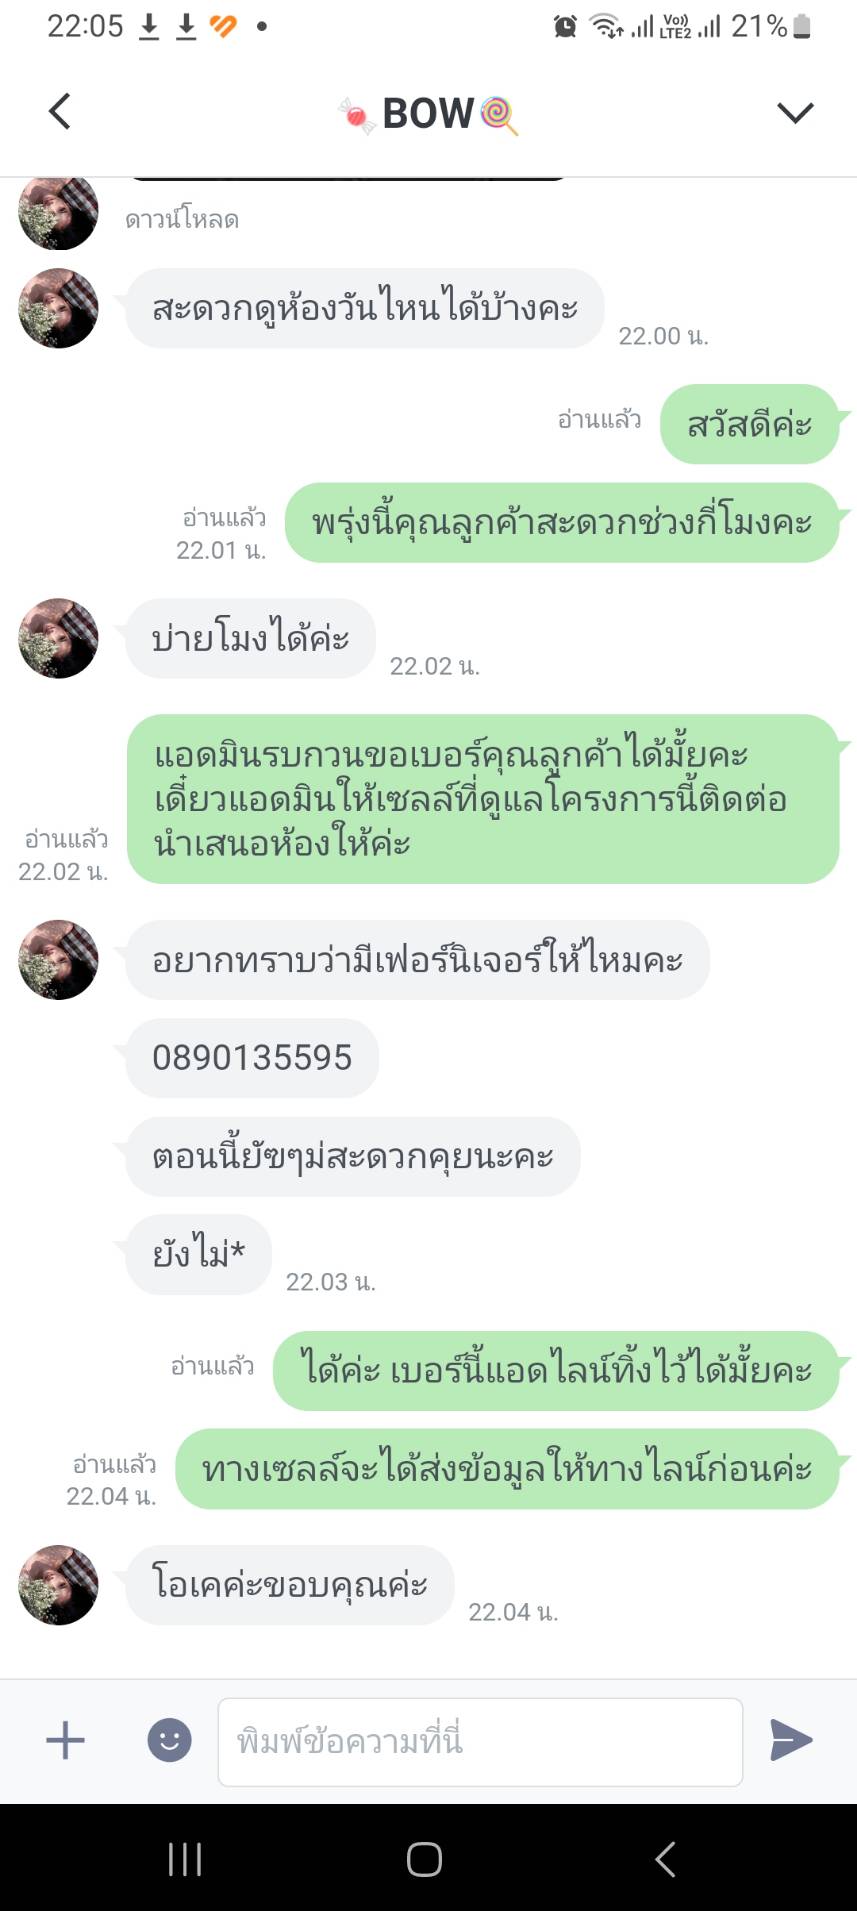 22:05
Vo))
LTE2
21%
BOW
ดาวน์โหลด
สะดวกดูห้องวันไหนได้บ้างคะ
22.00 น.
อ่านแล้ว
สวัสดีค่ะ
อ่านแล้ว
22.01 น.
พรุ่งนี้คุณลูกค้าสะดวกช่วงกี่โมงคะ
บ่ายโมงได้ค่ะ
22.02 น.
แอดมินรบกวนขอเบอร์คุณลูกค้าได้มั้ยคะ
เดี๋ยวแอดมินให้เซลล์ที่ดูแลโครงการนี้ติดต่อ
นำเสนอห้องให้ค่ะ
อ่านแล้ว
22.02 น.
อยากทราบว่ามีเฟอร์นิเจอร์ให้ไหมคะ
0890135595
ตอนนี้ยัฃๆม่สะดวกคุยนะคะ
ยังไม่*
22.03 น.
อ่านแล้ว
ได้ค่ะ เบอร์นี้แอดไลน์ทิ้งไว้ได้มั้ยคะ
อ่านแล้ว
22.04 น.
ทางเซลล์จะได้ส่งข้อมูลให้ทางไลน์ก่อนค่ะ
โอเคค่ะขอบคุณค่ะ
22.04 น.
พิมพ์ข้อความที่นี่